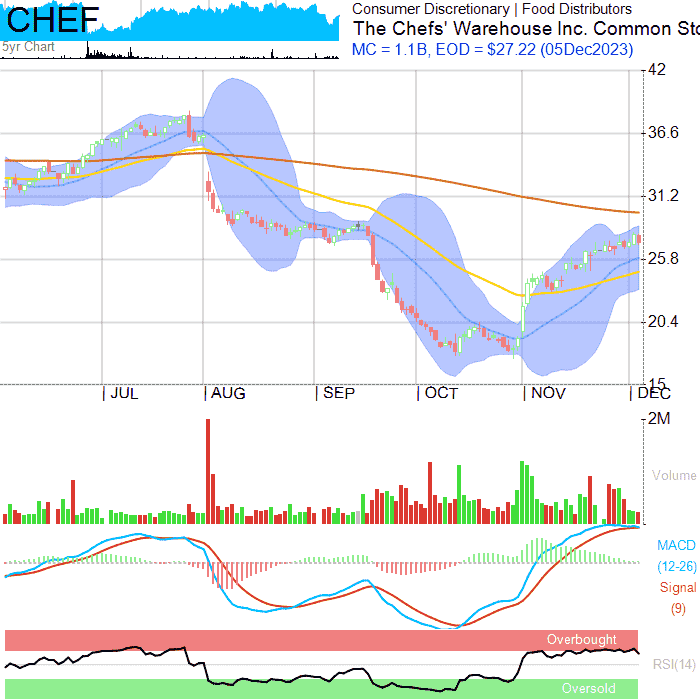 CHEF
5yr Chart
Consumer Discretionary | Food Distributors
The Chefs' Warehouse Inc. Common Sto
MC = 1.1B, EOD = $27.22 (05Dec2023)
42
36.6
31.2
25.8
20.4
15
JUL AUG SEP OCT NOV DEC
2M
Volume
MACD
(12-26)
Signal
(9)
Overbought
RSI(14)
Oversold